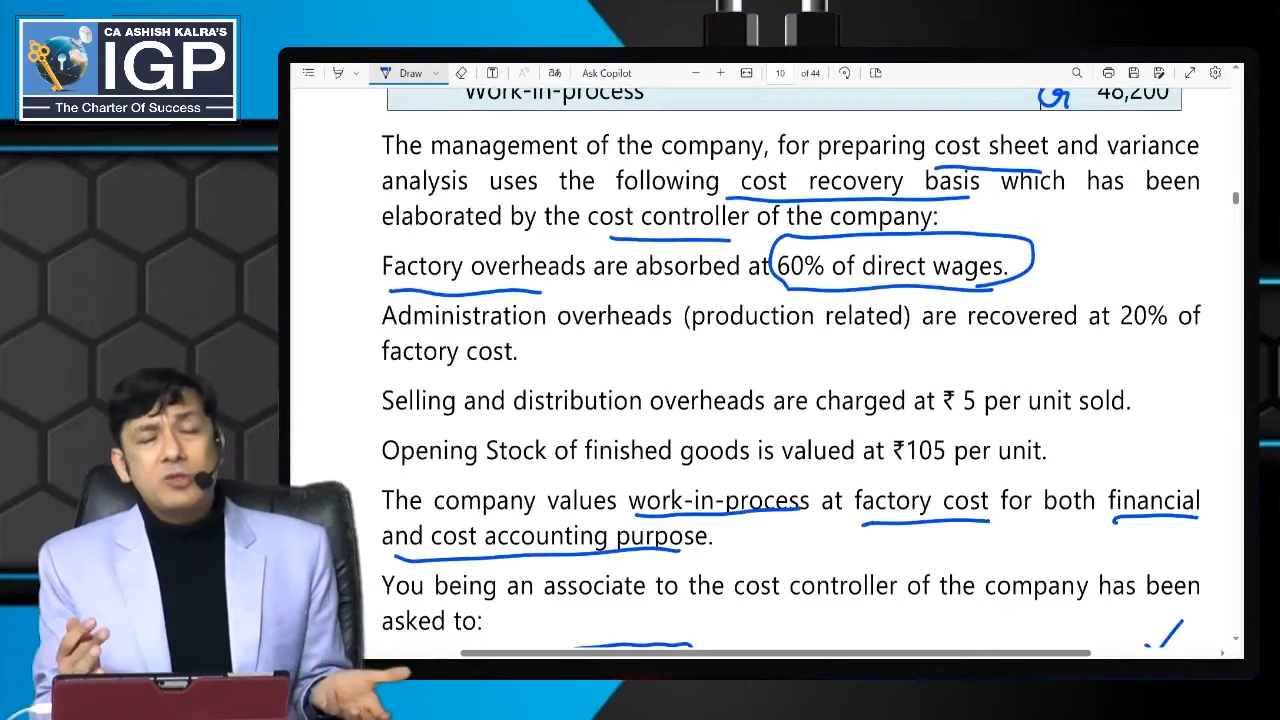 CA ASHISH KALRA'S
IGP
The Charter Of Success
Draw
aあ
Ask Copilot
10
of 44
Work-in-process
48,200
The management of the company, for preparing cost sheet and variance
analysis uses the following cost recovery basis which has been
elaborated by the cost controller of the company:
Factory overheads are absorbed at 60% of direct wages.
Administration overheads (production related) are recovered at 20% of
factory cost.
Selling and distribution overheads are charged at ₹ 5 per unit sold.
Opening Stock of finished goods is valued at ₹105 per unit.
The company values work-in-process at factory cost for both financial
and cost accounting purpose.
You being an associate to the cost controller of the company has been
asked to: